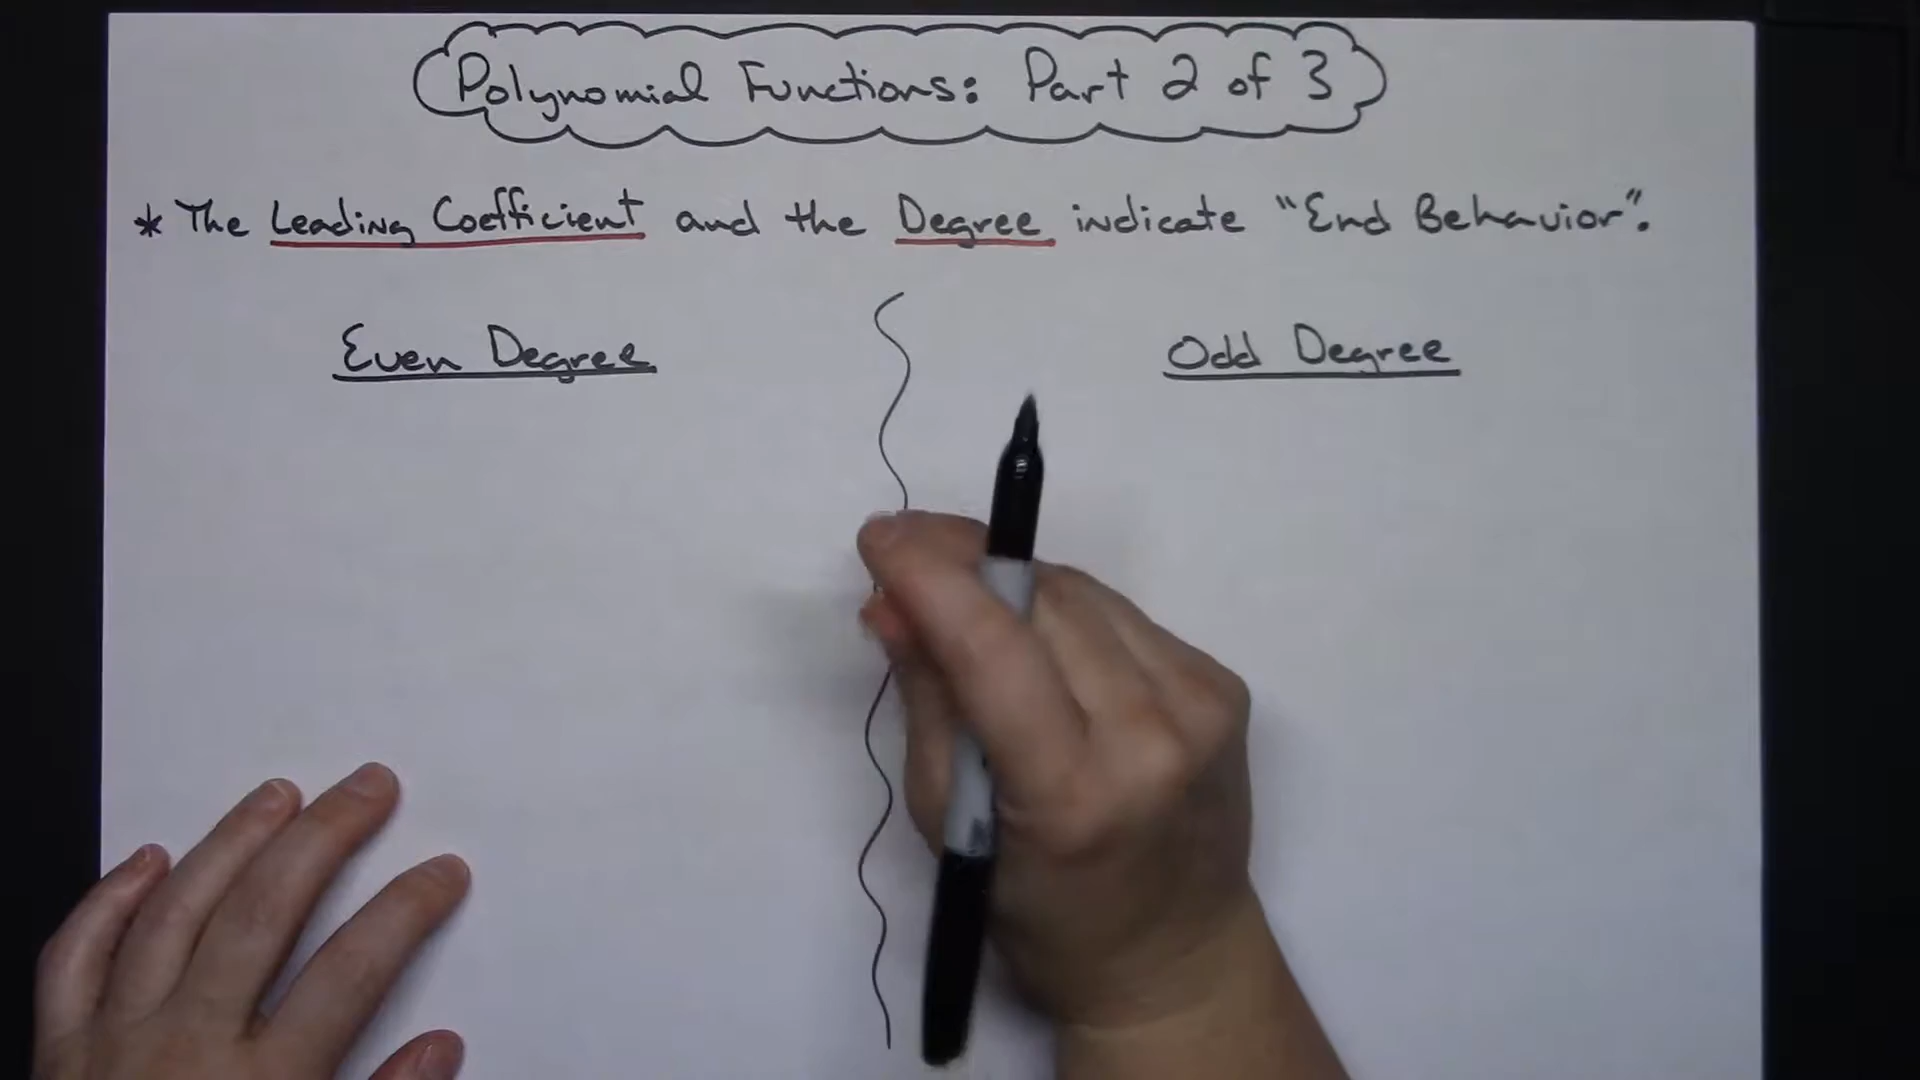 Polynomial Functions: Part 2 of 3
* The Leading Coefficient and the Degree indicate "End Behavior".
Even Degree
Odd Degree